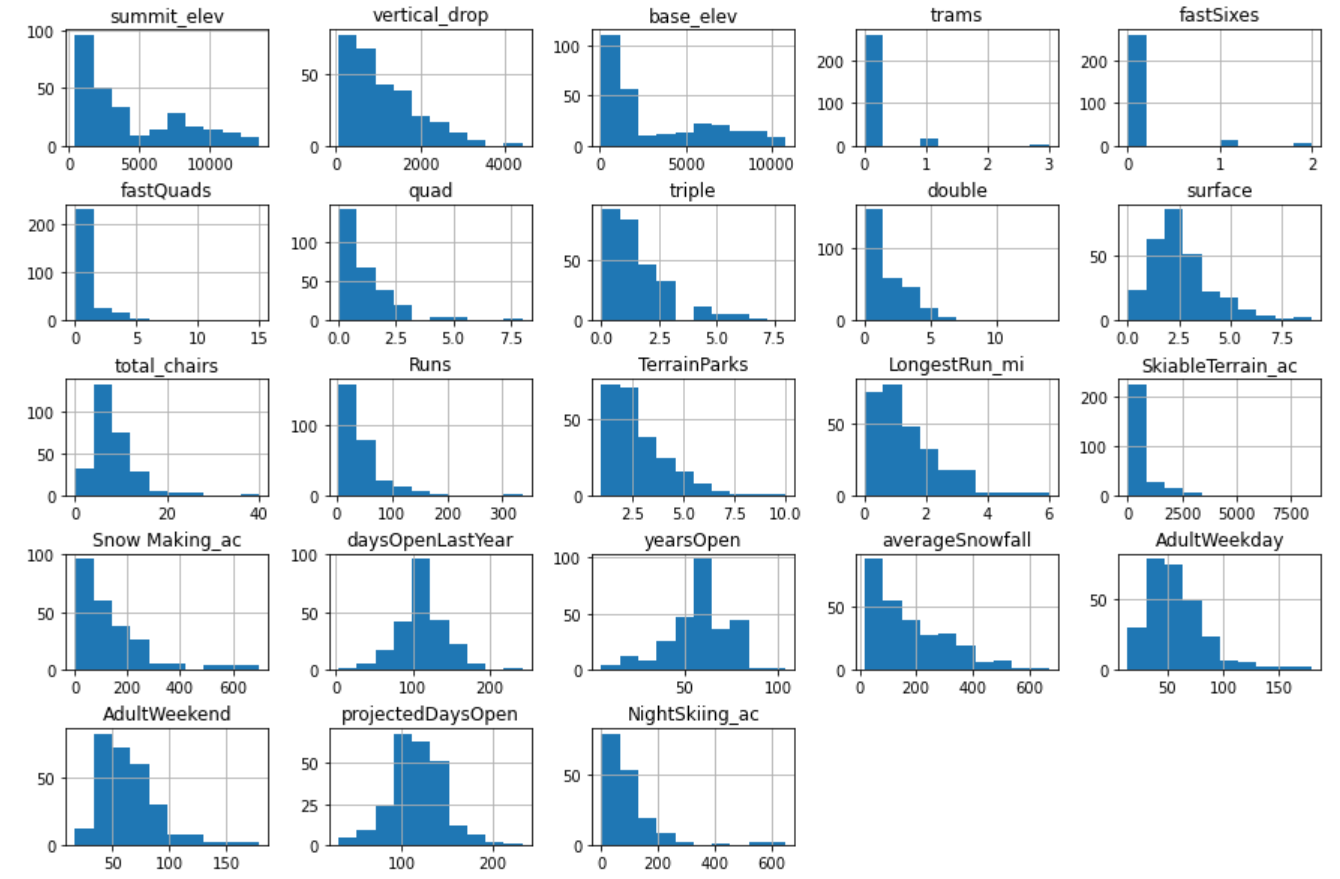 summit_elev vertical_drop base_elev trams fastSixes
100 50 0 50 0 100 50 0 200 100 0 200 100 0
0 5000 10000 0 2000 4000 0 5000 10000 0 1 2 3 0 1 2
fastQuads quad triple double surface
200 100 0 100 50 0 50 0 100 0 50 0
0 5 10 15 0.0 2.5 5.0 7.5 0.0 2.5 5.0 7.5 0 5 10 0.0 2.5 5.0 7.5
total_chairs Runs TerrainParks LongestRun_mi SkiableTerrain_ac
100 50 0 100 0 50 0 50 0 200 100 0
0 20 40 0 100 200 300 2.5 5.0 7.5 10.0 0 2 4 6 0 2500 5000 7500
Snow Making_ac daysOpenLastYear yearsOpen averageSnowfall AdultWeekday
100 50 0 100 50 0 100 50 0 50 0 50 0
0 200 400 600 0 100 200 50 100 0 200 400 600 50 100 150
AdultWeekend projectedDaysOpen NightSkiing_ac
50 0 50 25 0 50 0
50 100 150 100 200 0 200 400 600